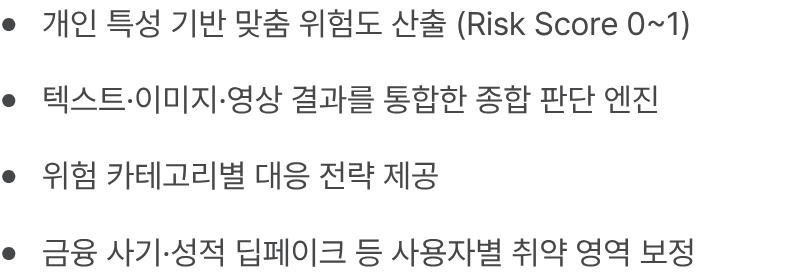 ● 개인 특성 기반 맞춤 위험도 산출 (Risk Score 0~1)
● 텍스트·이미지·영상 결과를 통합한 종합 판단 엔진
● 위험 카테고리별 대응 전략 제공
● 금융 사기·성적 딥페이크 등 사용자별 취약 영역 보정